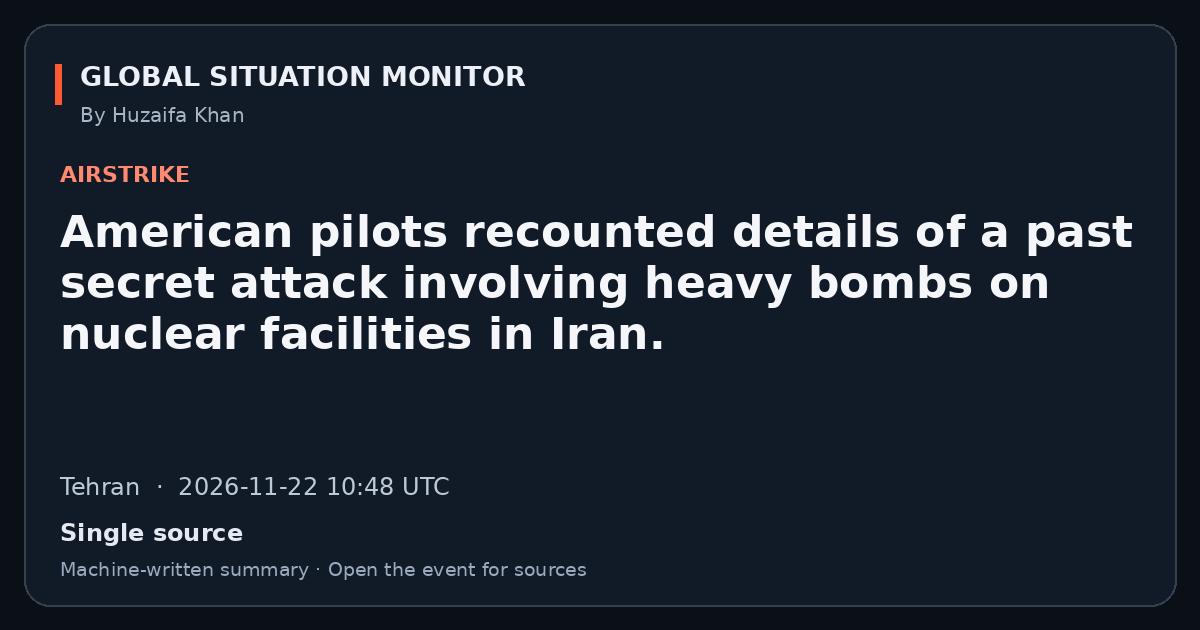 GLOBAL SITUATION MONITOR
By Huzaifa Khan
AIRSTRIKE
American pilots recounted details of a past
secret attack involving heavy bombs on
nuclear facilities in Iran.
Tehran · 2026-11-22 10:48 UTC
Single source
Machine-written summary · Open the event for sources